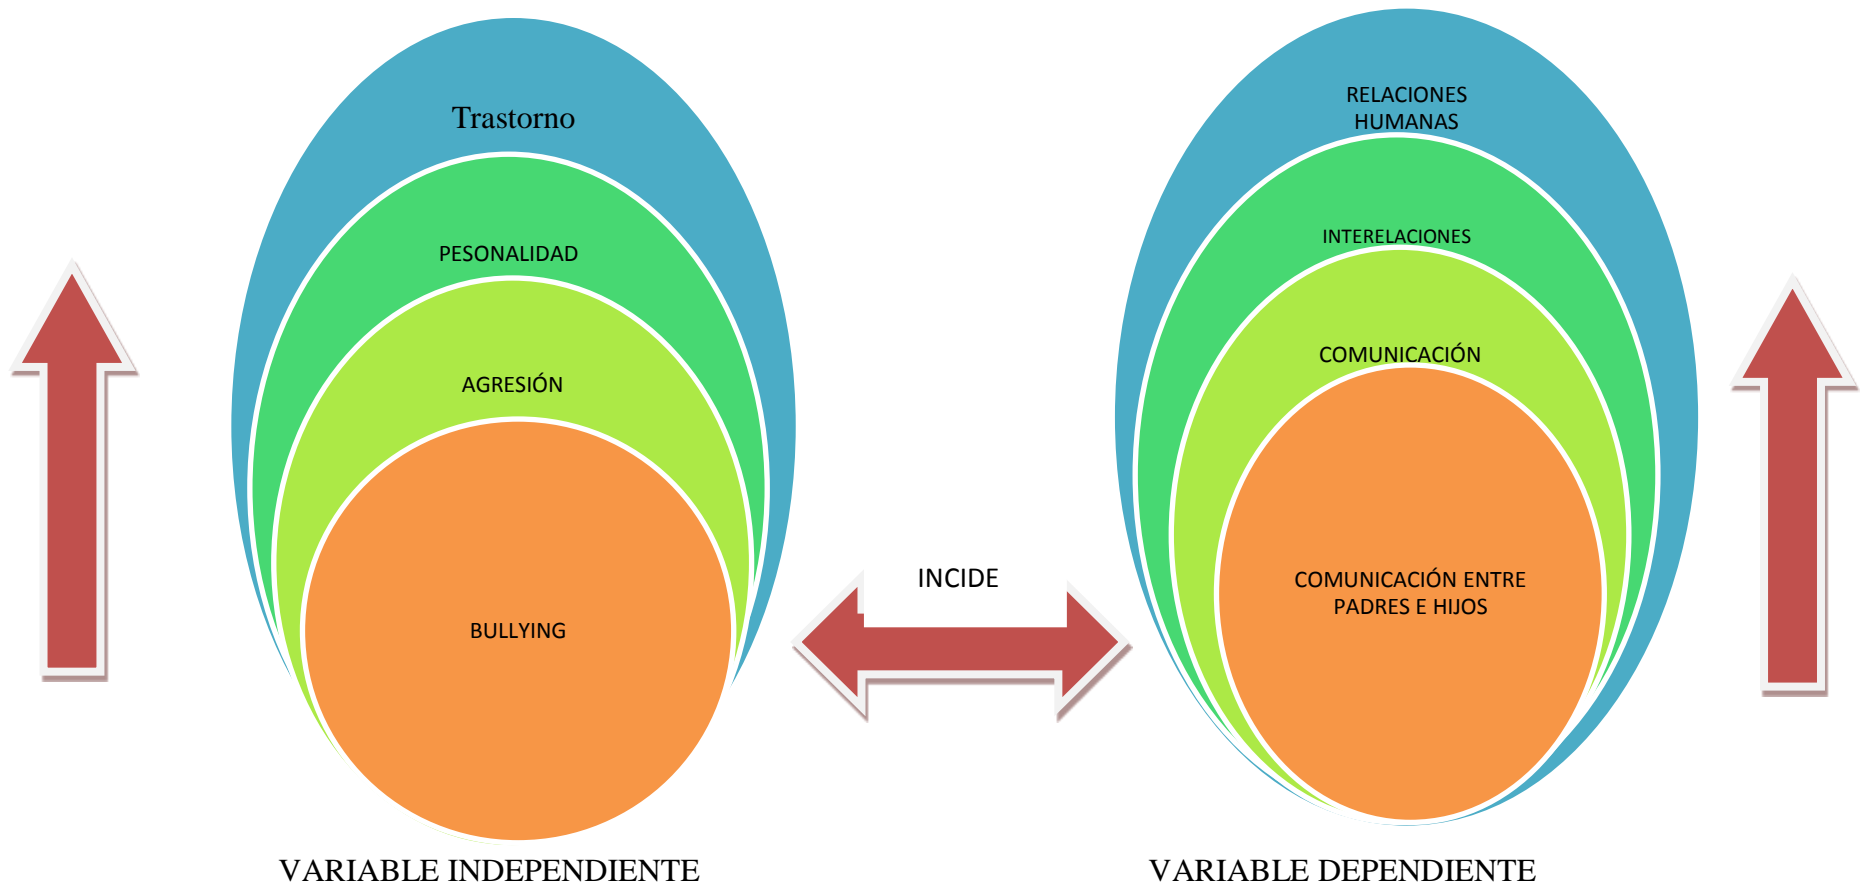 Trastorno
PESONALIDAD
AGRESIÓN
BULLYING
VARIABLE INDEPENDIENTE
INCIDE
RELACIONES
HUMANAS
INTERELACIONES
COMUNICACIÓN
COMUNICACIÓN ENTRE
PADRES E HIJOS
VARIABLE DEPENDIENTE